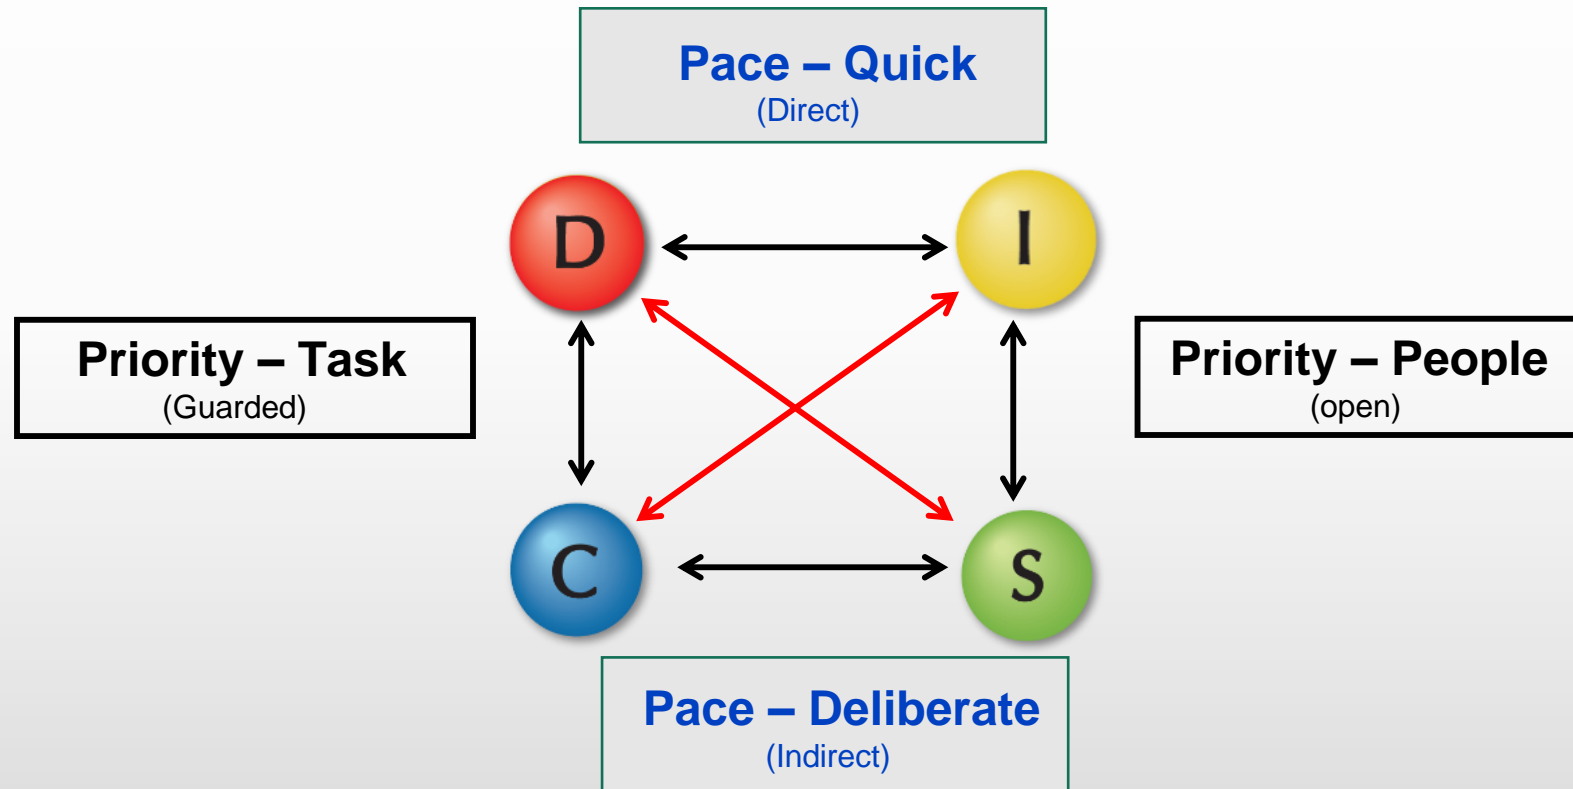 Pace – Quick
(Direct)
D
I
Priority – Task
(Guarded)
Priority – People
(open)
C
S
Pace – Deliberate
(Indirect)